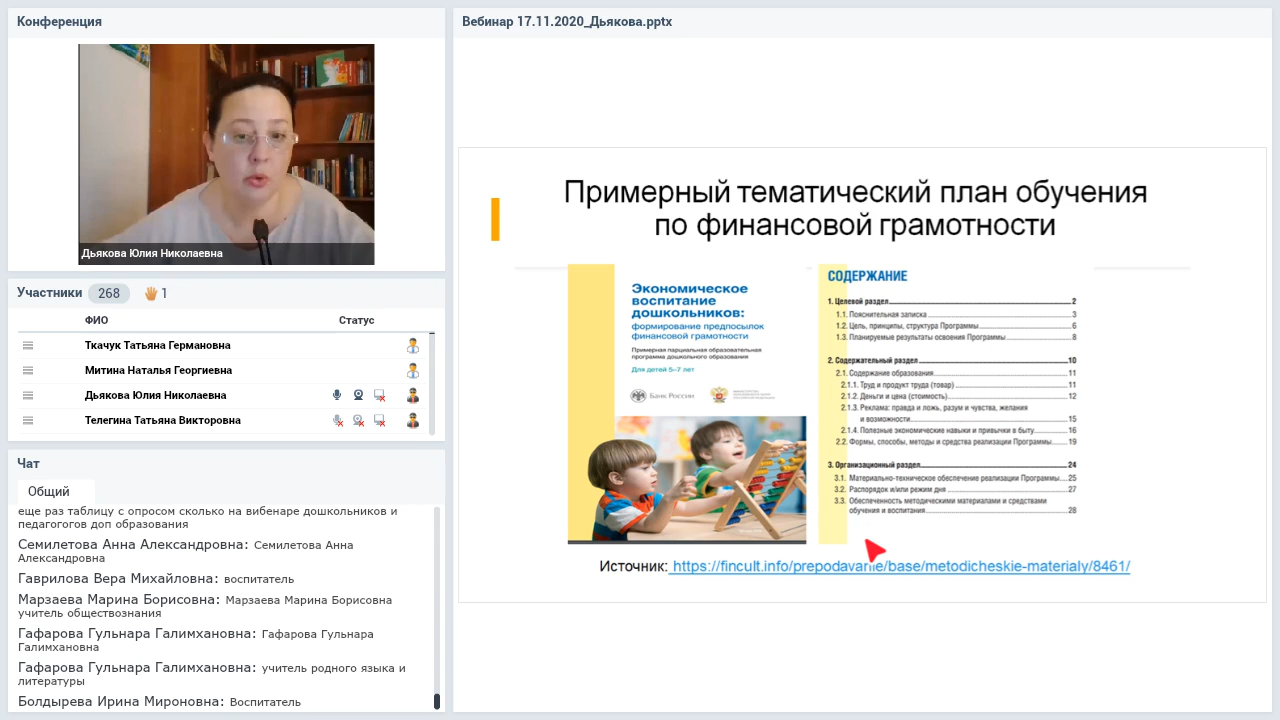 Конференция
Дьякова Юлия Николаевна
Участники 268 1
ФИО Статус
Ткачук Татьяна Германовна
Митина Наталья Георгиевна
Дьякова Юлия Николаевна
Телегина Татьяна Викторовна
Чат
Общий
еще раз таблицу с опросом сколько на вибенаре дошкольников и
педагогогов доп образования
Семилетова Анна Александровна: Семилетова Анна
Александровна
Гаврилова Вера Михайловна: воспитатель
Марзаева Марина Борисовна: Марзаева Марина Борисовна
учитель обществознания
Гафарова Гульнара Галимхановна: Гафарова Гульнара
Галимхановна
Гафарова Гульнара Галимхановна: учитель родного языка и
литературы
Болдырева Ирина Мироновна: Воспитатель
Вебинар 17.11.2020_Дьякова.pptx
Примерный тематический план обучения
по финансовой грамотности
Экономическое
воспитание
дошкольников:
формирование предпосылок
финансовой грамотности
Примерная парциальная образовательная
программа дошкольного образования
Для детей 5–7 лет
Банк России
СОДЕРЖАНИЕ
1. Целевой раздел 2
1.1. Пояснительная записка 3
1.2. Цель, принципы, структура Программы 6
1.3. Планируемые результаты освоения Программы 8
2. Содержательный раздел 10
2.1. Содержание образования 11
2.1.1. Труд и продукт труда (товар) 11
2.1.2. Деньги и цена (стоимость) 12
2.1.3. Реклама: правда и ложь, разум и чувства, желания
и возможности 15
2.1.4. Полезные экономические навыки и привычки в быту 16
2.2. Формы, способы, методы и средства реализации Программы 19
3. Организационный раздел 24
3.1. Материально-техническое обеспечение реализации Программы 25
3.2. Распорядок и/или режим дня 27
3.3. Обеспеченность методическими материалами и средствами
обучения и воспитания 28
Источник: https://fincult.info/prepodavanie/base/metodicheskie-materialy/8461/